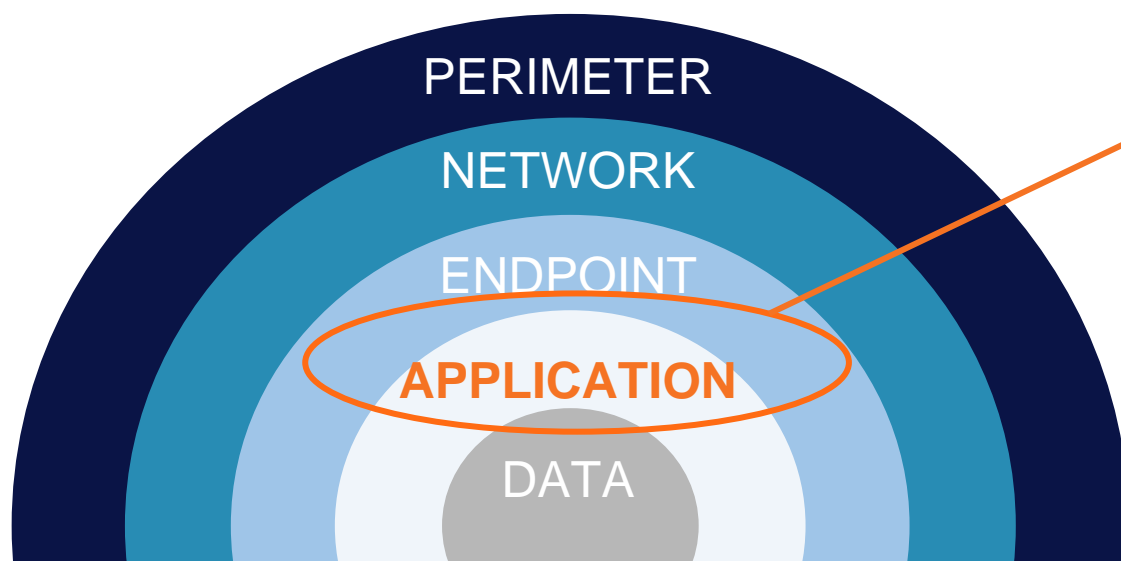 PERIMETER
NETWORK
ENDPOINT
APPLICATION
DATA